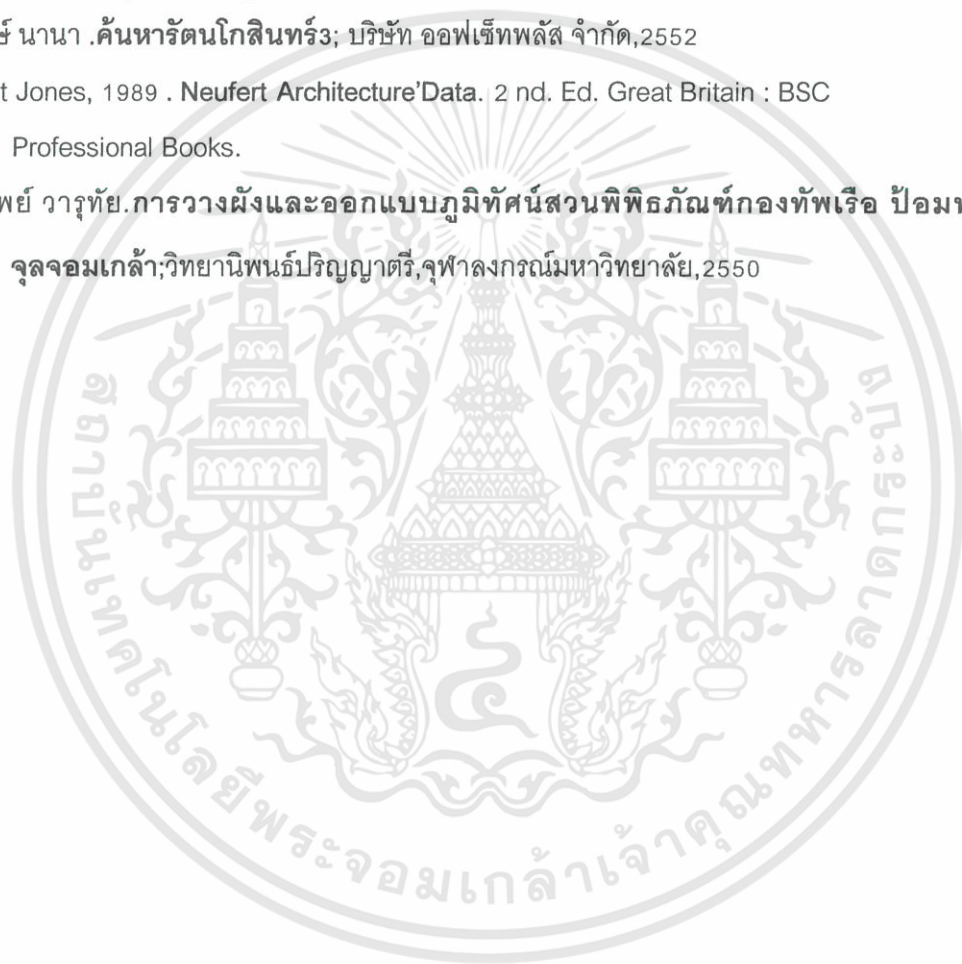 ษ์ นานา .ค้นหารัตนโกสินทร์3; บริษัท ออฟเซ็ทพลัส จำกัด,2552
t Jones, 1989 . Neufert Architecture'Data. 2 nd. Ed. Great Britain : BSC
Professional Books.
พย์ วารุทัย.การวางผังและออกแบบภูมิทัศน์สวนพิพิธภัณฑ์กองทัพเรือ ป้อมพ
จุลจอมเกล้า;วิทยานิพนธ์ปริญญาตรี,จุฬาลงกรณ์มหาวิทยาลัย,2550
สถาบันเทคโนโลยีพระจอมเกล้าเจ้าคุณทหารลาดกระบัง